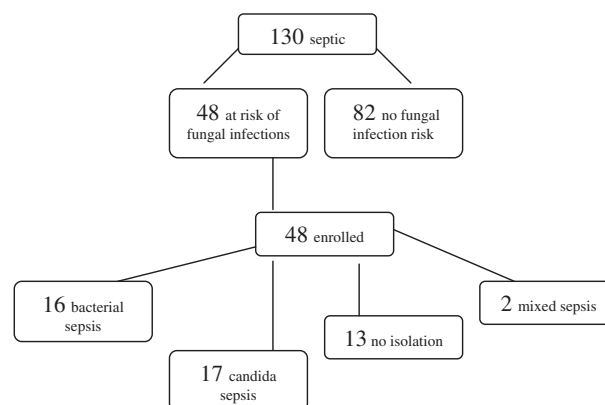 130 septic
48 at risk of
fungal infections
82 no fungal
infection risk
48 enrolled
16 bacterial
sepsis
17 candida
sepsis
13 no isolation
2 mixed sepsis